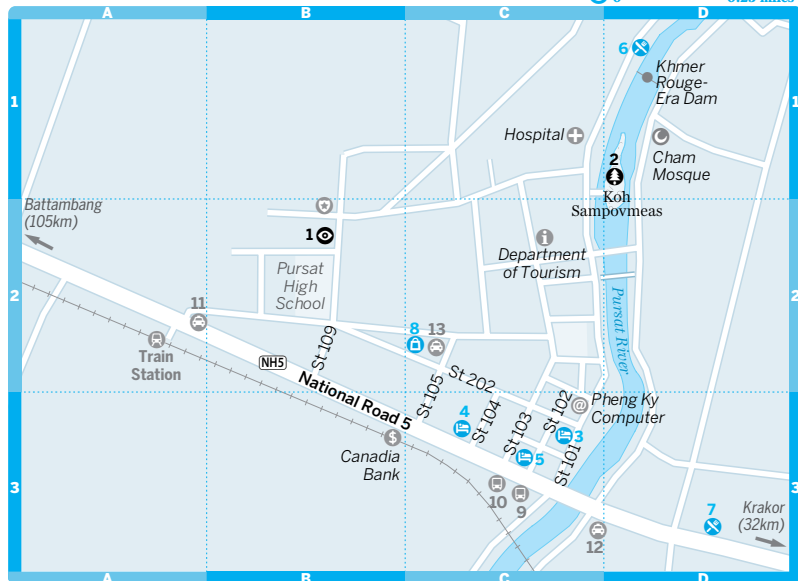 A
B
C
D
6
Khmer
Rouge-
Era Dam
1
1
Hospital
2
Cham
Mosque
Koh
Sampovmeas
Battambang
(105km)
1
Department
of Tourism
Pursat
High
School
2
2
Pursat River
11
8
13
Train
Station
St 109
NH5
National Road 5
St 202
St 105
St 104
St 103
St 102
St 101
@
Pheng Ky
Computer
4
3
5
$
Canadia
Bank
3
3
10
9
12
7
Krakor
(32km)
A
B
C
D